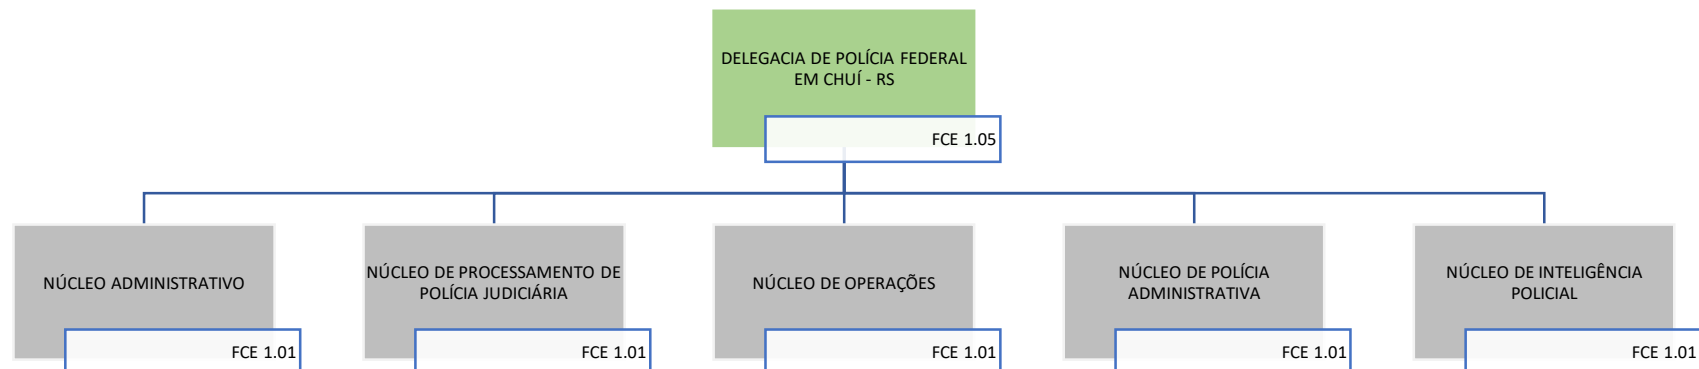 DELEGACIA DE POLÍCIA FEDERAL
EM CHUÍ - RS
FCE 1.05
NÚCLEO ADMINISTRATIVO
FCE 1.01
NÚCLEO DE PROCESSAMENTO DE
POLÍCIA JUDICIÁRIA
FCE 1.01
NÚCLEO DE OPERAÇÕES
FCE 1.01
NÚCLEO DE POLÍCIA
ADMINISTRATIVA
FCE 1.01
NÚCLEO DE INTELIGÊNCIA
POLICIAL
FCE 1.01